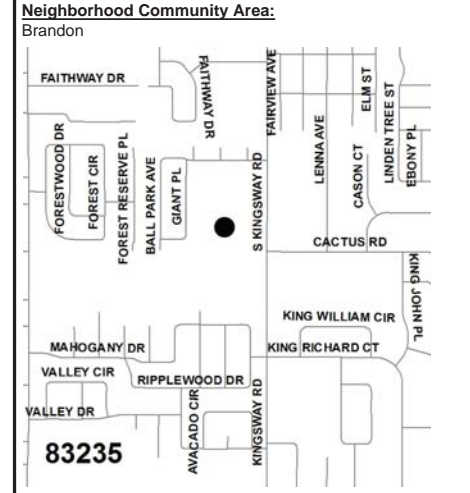 Neighborhood Community Area:
Brandon
FAITHWAY DR
FAITHWAY DR
FAIRVIEW AVE
ELM ST
LINDEN TREE ST
EBONY PL
LENNA AVE
CASON CT
FORESTWOOD DR
FOREST CIR
FOREST RESERVE PL
BALL PARK AVE
GIANT PL
S KINGSWAY RD
CACTUS RD
KING JOHN PL
KING WILLIAM CIR
MAHOGANY DR
KING RICHARD CT
VALLEY CIR
RIPPLEWOOD DR
VALLEY DR
AVACADO CIR
KINGSWAY RD
83235